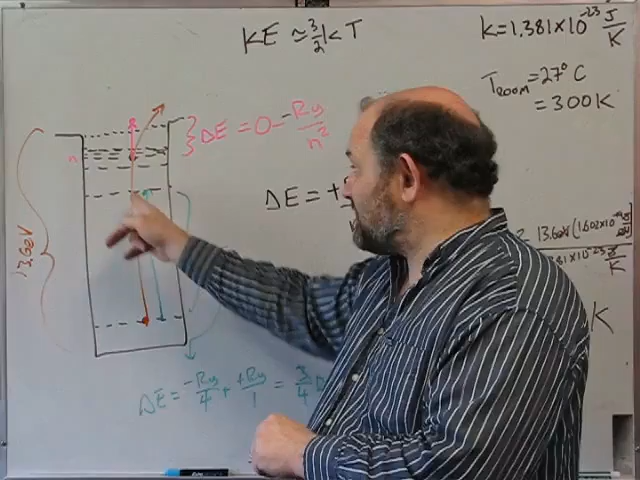 KE ≈ 3/2 kT
k = 1.381×10⁻²³ J/K
T_ROOM = 27°C
= 300K
ΔE = 0 - -Ry/n²
n
ΔE = +
13.6eV
K
ΔE = -Ry/4 + +Ry/1 = 3/4